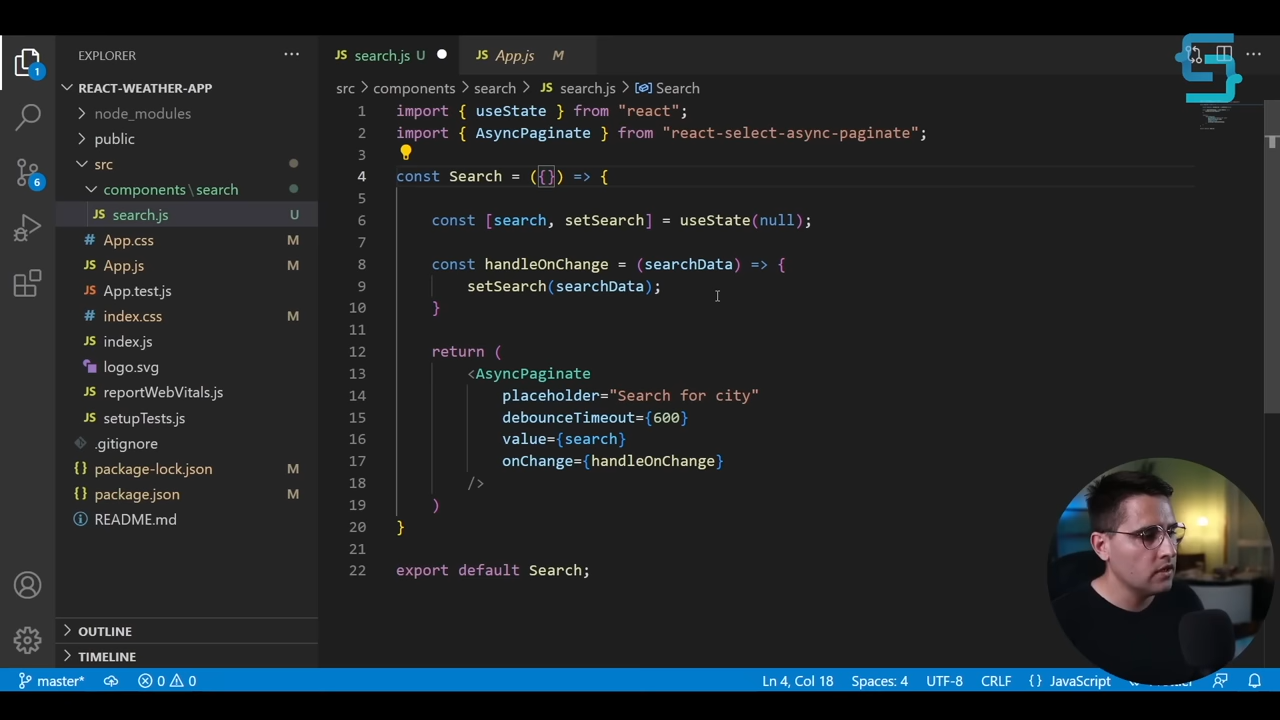 EXPLORER
REACT-WEATHER-APP
node_modules
public
src
components\search
JS search.js U
# App.css M
JS App.js M
JS App.test.js
# index.css M
JS index.js
logo.svg
JS reportWebVitals.js
JS setupTests.js
.gitignore
{} package-lock.json M
{} package.json M
README.md
OUTLINE
TIMELINE
1
6
JS search.js U
JS App.js M
src > components > search > JS search.js > Search
1 import { useState } from "react";
2 import { AsyncPaginate } from "react-select-async-paginate";
3
4 const Search = ({}) => {
5
6 const [search, setSearch] = useState(null);
7
8 const handleOnChange = (searchData) => {
9 setSearch(searchData);
10 }
11
12 return (
13 <AsyncPaginate
14 placeholder="Search for city"
15 debounceTimeout={600}
16 value={search}
17 onChange={handleOnChange}
18 />
19 )
20 }
21
22 export default Search;
master* 0 0
Ln 4, Col 18 Spaces: 4 UTF-8 CRLF {} JavaScript